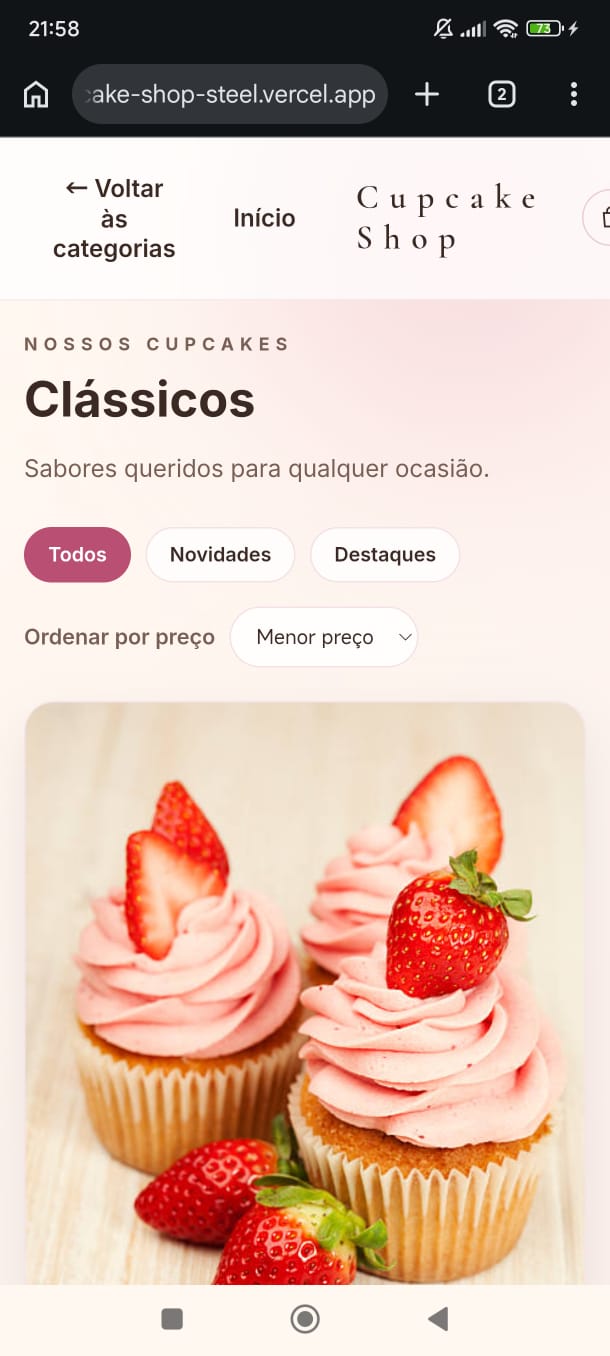 21:58
73
ake-shop-steel.vercel.app
2
← Voltar
às
categorias
Início
Cupcake
Shop
NOSSOS CUPCAKES
Clássicos
Sabores queridos para qualquer ocasião.
Todos
Novidades
Destaques
Ordenar por preço
Menor preço